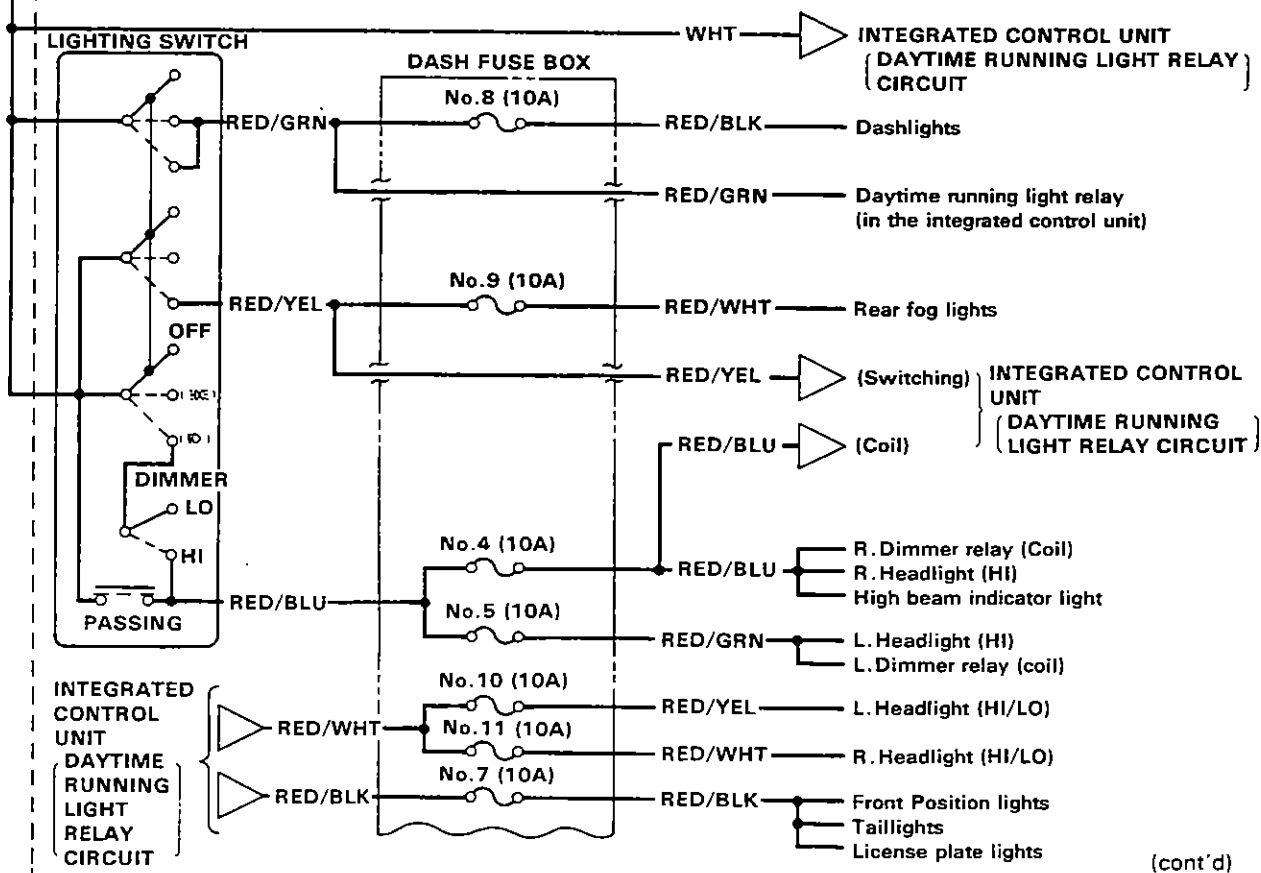 WHT
INTEGRATED CONTROL UNIT
DAYTIME RUNNING LIGHT RELAY
CIRCUIT
LIGHTING SWITCH
DASH FUSE BOX
No.8 (10A)
RED/GRN
RED/BLK
Dashlights
RED/GRN
Daytime running light relay
(in the integrated control unit)
No.9 (10A)
RED/YEL
RED/WHT
Rear fog lights
OFF
RED/YEL
(Switching)
INTEGRATED CONTROL
UNIT
DAYTIME RUNNING
LIGHT RELAY CIRCUIT
RED/BLU
(Coil)
DIMMER
LO
HI
PASSING
RED/BLU
No.4 (10A)
RED/BLU
R.Dimmer relay (Coil)
R.Headlight (HI)
High beam indicator light
No.5 (10A)
RED/GRN
L.Headlight (HI)
L.Dimmer relay (coil)
INTEGRATED
CONTROL
UNIT
DAYTIME
RUNNING
LIGHT
RELAY
CIRCUIT
RED/WHT
No.10 (10A)
RED/YEL
L.Headlight (HI/LO)
No.11 (10A)
RED/WHT
R.Headlight (HI/LO)
RED/BLK
No.7 (10A)
RED/BLK
Front Position lights
Taillights
License plate lights
(cont'd)